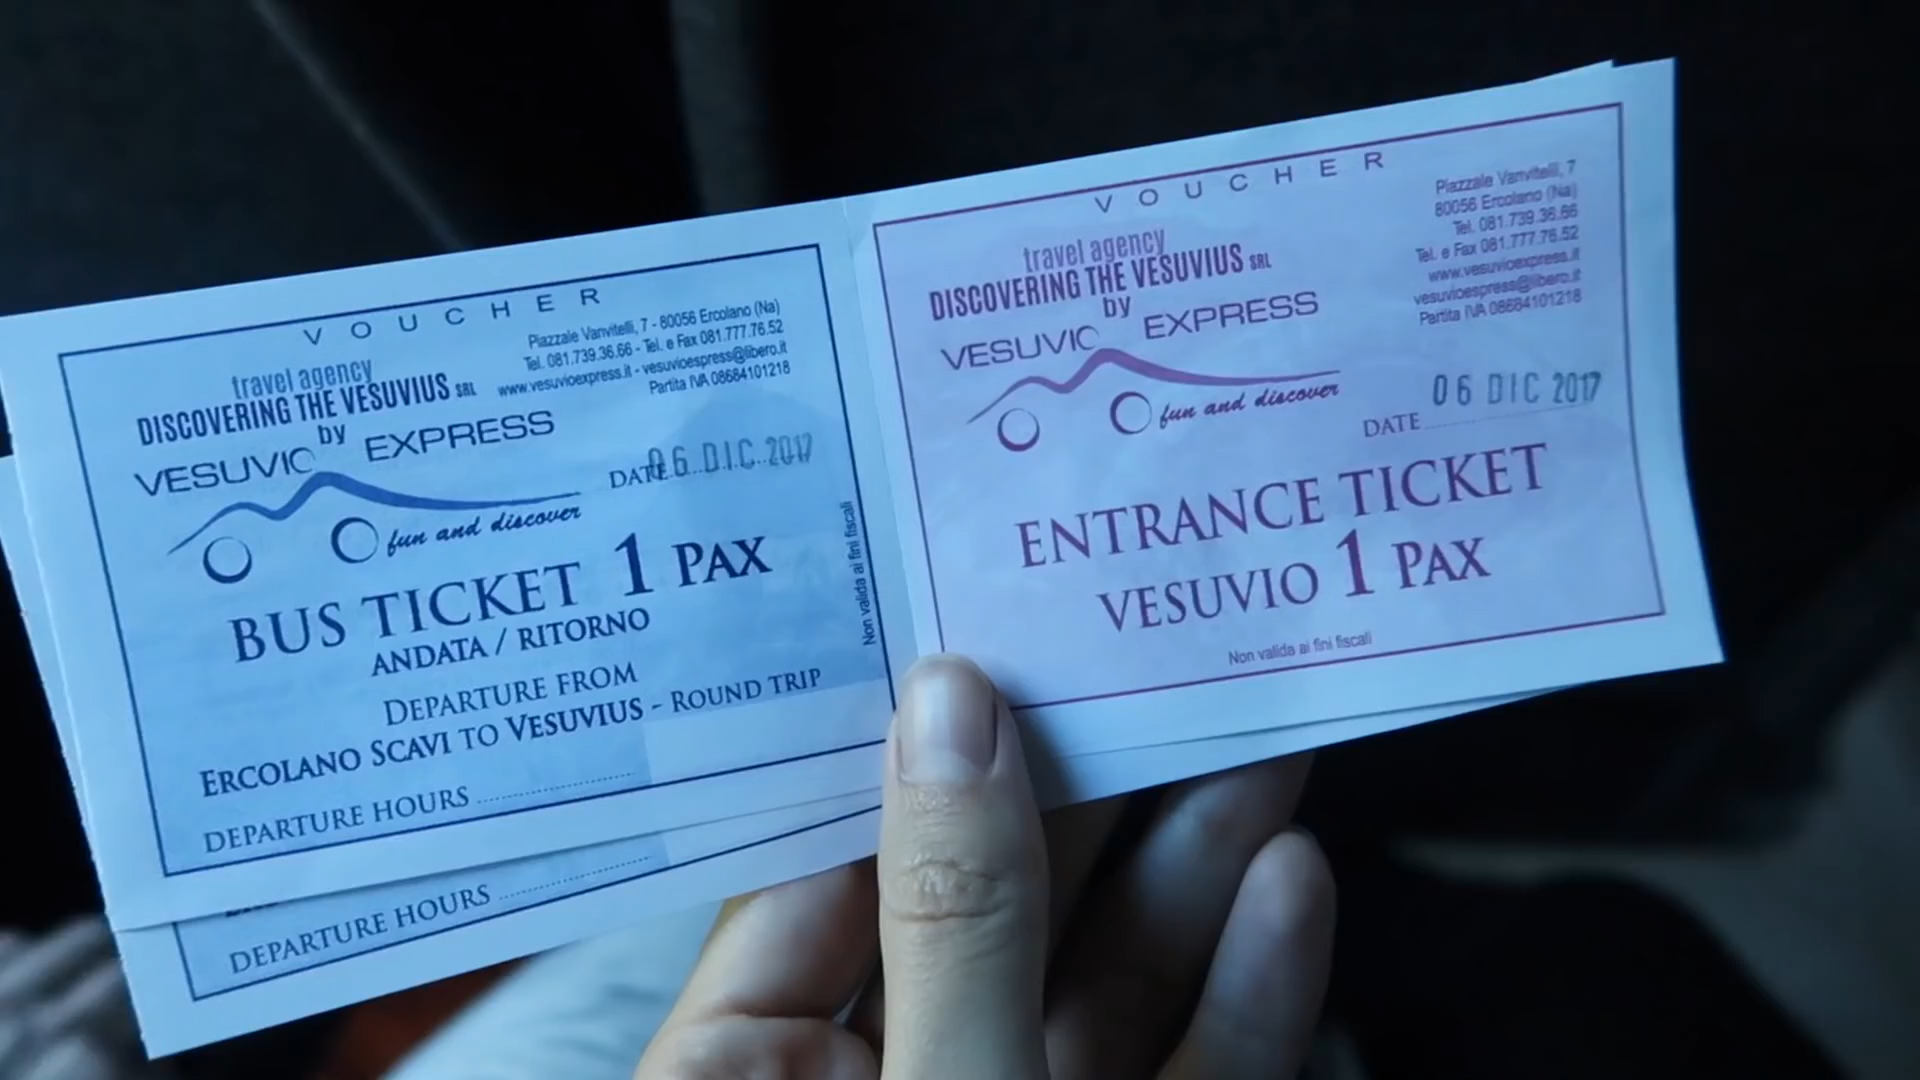 VOUCHER
travel agency
DISCOVERING THE VESUVIUS SRL
by
VESUVIO EXPRESS
fun and discover
Piazzale Vanvitelli, 7 - 80056 Ercolano (Na)
Tel. 081.739.36.66 - Tel. e Fax 081.777.76.52
www.vesuvioexpress.it - vesuvioespress@libero.it
Partita IVA 08684101218
DATE 06 DIC 2017
BUS TICKET 1 PAX
ANDATA / RITORNO
DEPARTURE FROM
ERCOLANO SCAVI TO VESUVIUS - ROUND TRIP
DEPARTURE HOURS
Non valida ai fini fiscali
DEPARTURE HOURS
VOUCHER
travel agency
DISCOVERING THE VESUVIUS SRL
by
VESUVIO EXPRESS
fun and discover
Piazzale Vanvitelli, 7
80056 Ercolano (Na)
Tel. 081.739.36.66
Tel. e Fax 081.777.76.52
www.vesuvioexpress.it
vesuvioespress@libero.it
Partita IVA 08684101218
DATE 06 DIC 2017
ENTRANCE TICKET
VESUVIO 1 PAX
Non valida ai fini fiscali